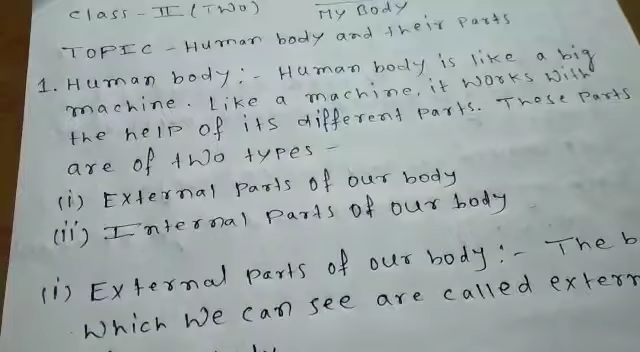 Class - II (Two) My Body
TOPIC - Human body and their parts
1. Human body :- Human body is like a big
machine. Like a machine, it works with
the help of its different parts. These parts
are of two types -
(i) External parts of our body
(ii) Internal parts of our body
(i) External parts of our body :- The b
which we can see are called extern